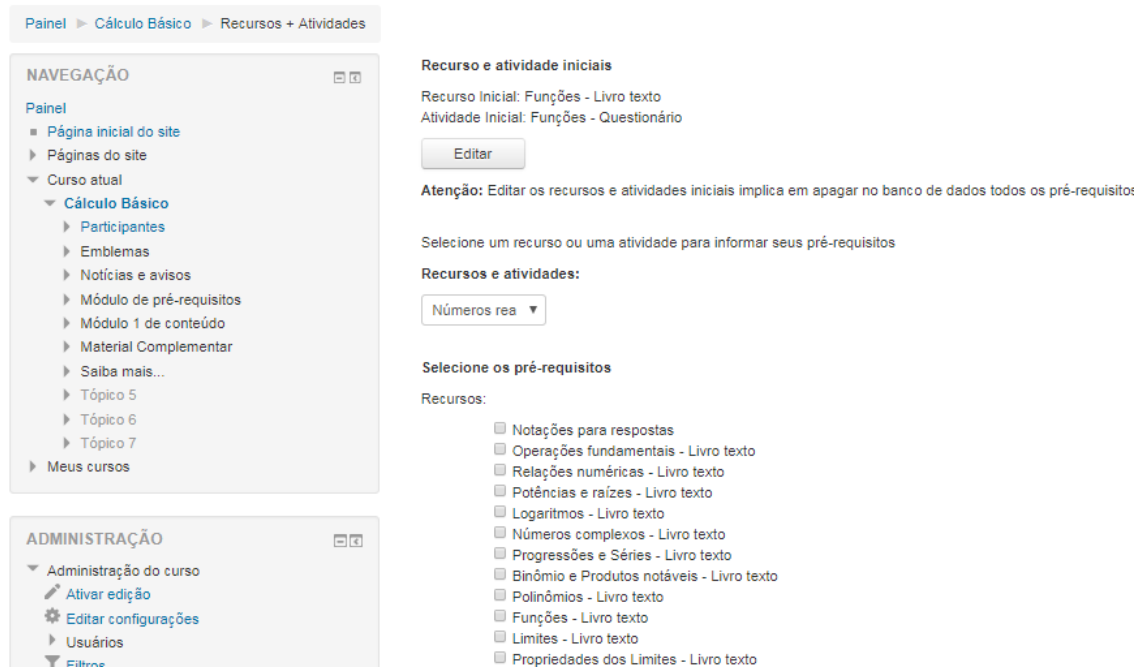 Painel ► Cálculo Básico ► Recursos + Atividades
NAVEGAÇÃO
Painel
Página inicial do site
Páginas do site
Curso atual
Cálculo Básico
Participantes
Emblemas
Notícias e avisos
Módulo de pré-requisitos
Módulo 1 de conteúdo
Material Complementar
Saiba mais...
Tópico 5
Tópico 6
Tópico 7
Meus cursos
ADMINISTRAÇÃO
Administração do curso
Ativar edição
Editar configurações
Usuários
Filtros
Recurso e atividade iniciais
Recurso Inicial: Funções - Livro texto
Atividade Inicial: Funções - Questionário
Editar
Atenção: Editar os recursos e atividades iniciais implica em apagar no banco de dados todos os pré-requisitos
Selecione um recurso ou uma atividade para informar seus pré-requisitos
Recursos e atividades:
Números rea
Selecione os pré-requisitos
Recursos:
Notações para respostas
Operações fundamentais - Livro texto
Relações numéricas - Livro texto
Potências e raízes - Livro texto
Logaritmos - Livro texto
Números complexos - Livro texto
Progressões e Séries - Livro texto
Binômio e Produtos notáveis - Livro texto
Polinômios - Livro texto
Funções - Livro texto
Limites - Livro texto
Propriedades dos Limites - Livro texto